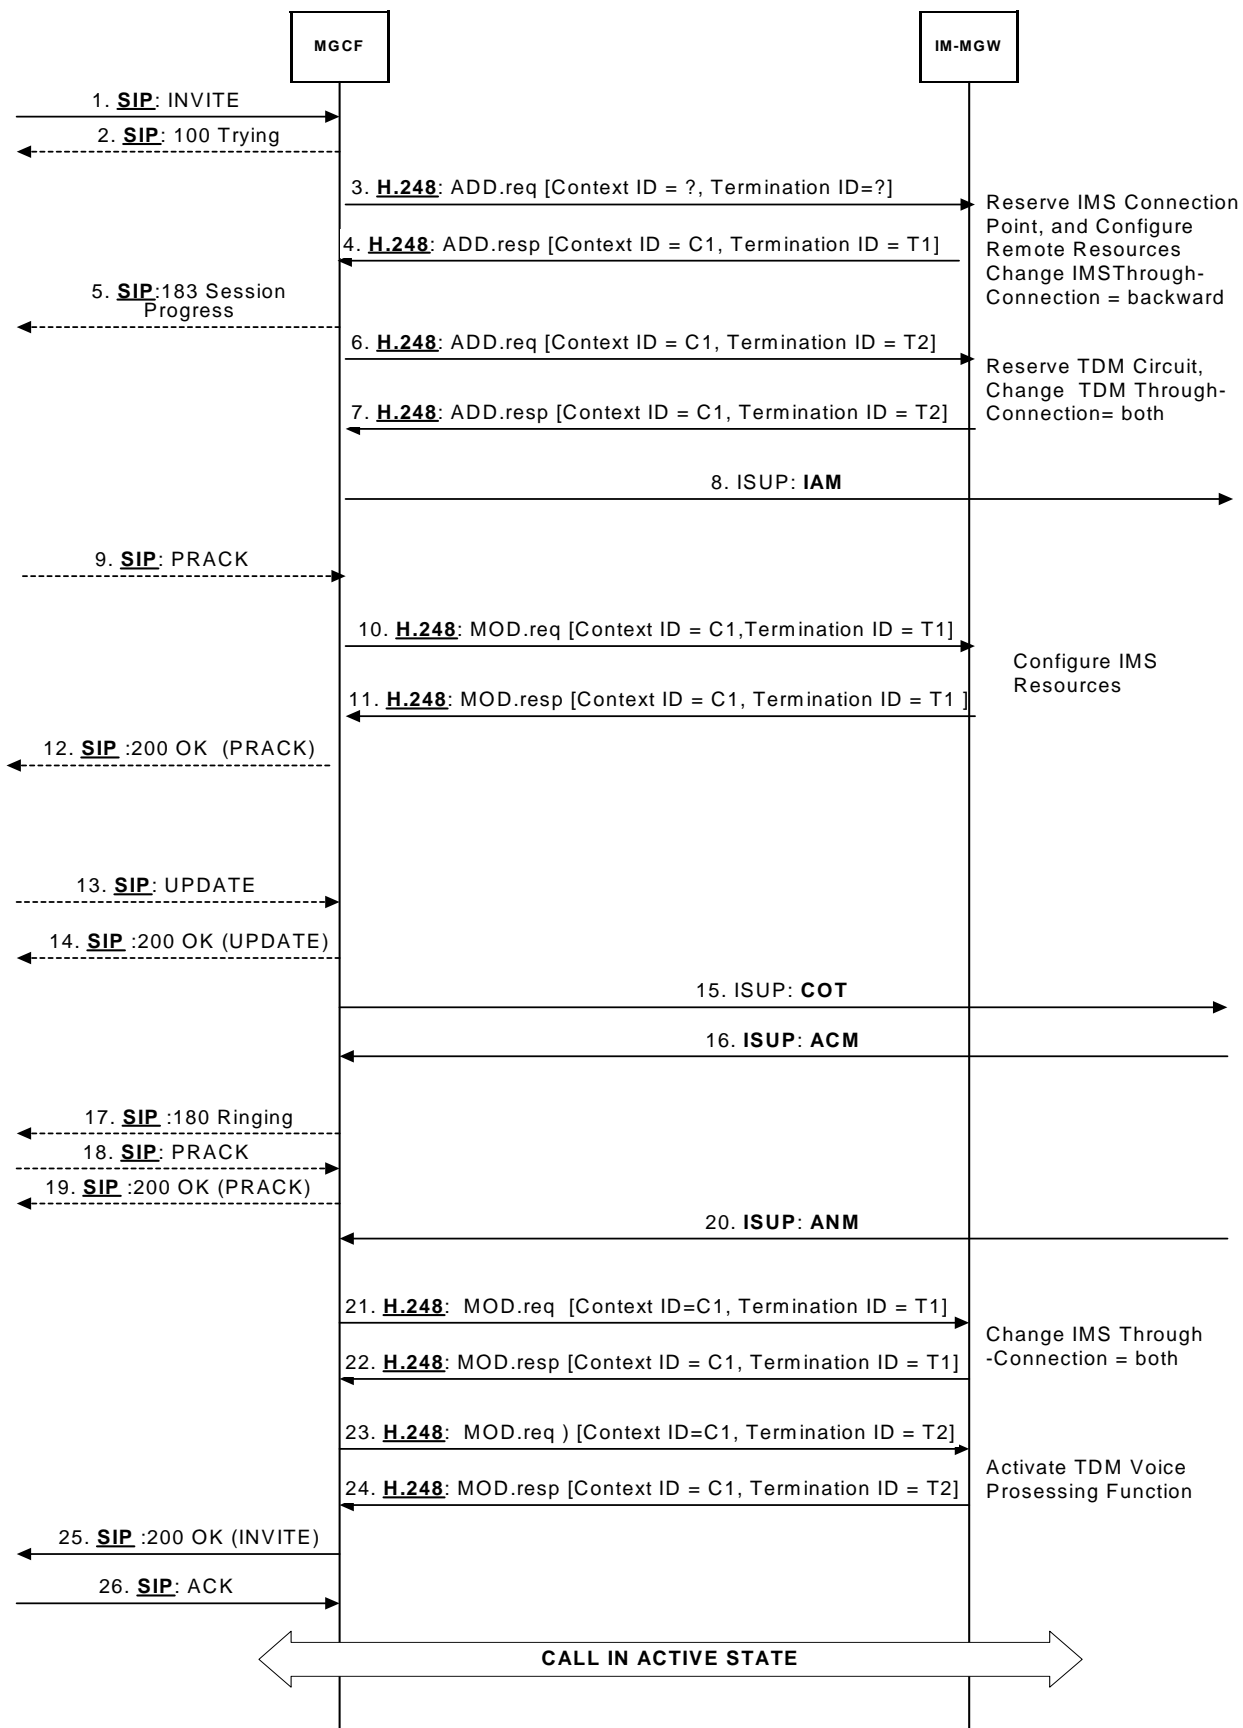 MGCF
IM-MGW
1. SIP: INVITE
2. SIP: 100 Trying
3. H.248: ADD.req [Context ID = ?, Termination ID=?]
Reserve IMS Connection
Point, and Configure
Remote Resources
Change IMSThrough-
Connection = backward
4. H.248: ADD.resp [Context ID = C1, Termination ID = T1]
5. SIP:183 Session
Progress
6. H.248: ADD.req [Context ID = C1, Termination ID = T2]
Reserve TDM Circuit,
Change TDM Through-
Connection= both
7. H.248: ADD.resp [Context ID = C1, Termination ID = T2]
8. ISUP: IAM
9. SIP: PRACK
10. H.248: MOD.req [Context ID = C1,Termination ID = T1]
Configure IMS
Resources
11. H.248: MOD.resp [Context ID = C1, Termination ID = T1 ]
12. SIP :200 OK (PRACK)
13. SIP: UPDATE
14. SIP :200 OK (UPDATE)
15. ISUP: COT
16. ISUP: ACM
17. SIP :180 Ringing
18. SIP: PRACK
19. SIP :200 OK (PRACK)
20. ISUP: ANM
21. H.248: MOD.req [Context ID=C1, Termination ID = T1]
Change IMS Through
-Connection = both
22. H.248: MOD.resp [Context ID = C1, Termination ID = T1]
23. H.248: MOD.req ) [Context ID=C1, Termination ID = T2]
Activate TDM Voice
Prosessing Function
24. H.248: MOD.resp [Context ID = C1, Termination ID = T2]
25. SIP :200 OK (INVITE)
26. SIP: ACK
CALL IN ACTIVE STATE